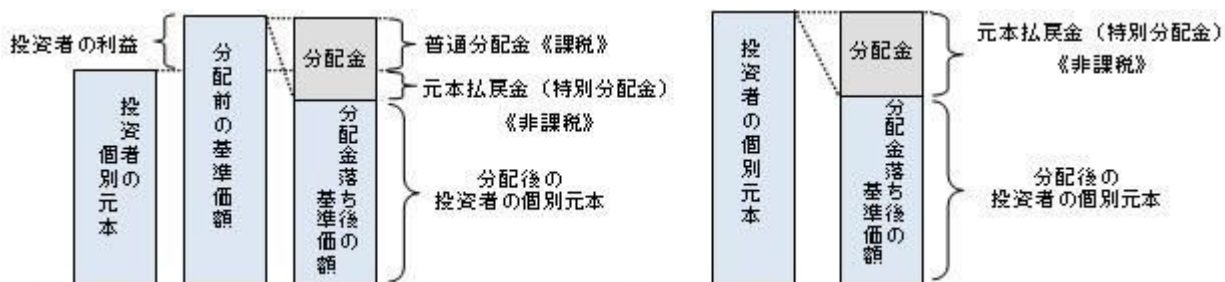 投資者の利益
投資者の
個別元本
分配前の基準価額
分配金
分配金落ち後の
基準価額
普通分配金《課税》
元本払戻金（特別分配金）
《非課税》
分配後の
投資者の個別元本
投資者の個別元本
分配金
分配金落ち後の
基準価額
元本払戻金（特別分配金）
《非課税》
分配後の
投資者の個別元本